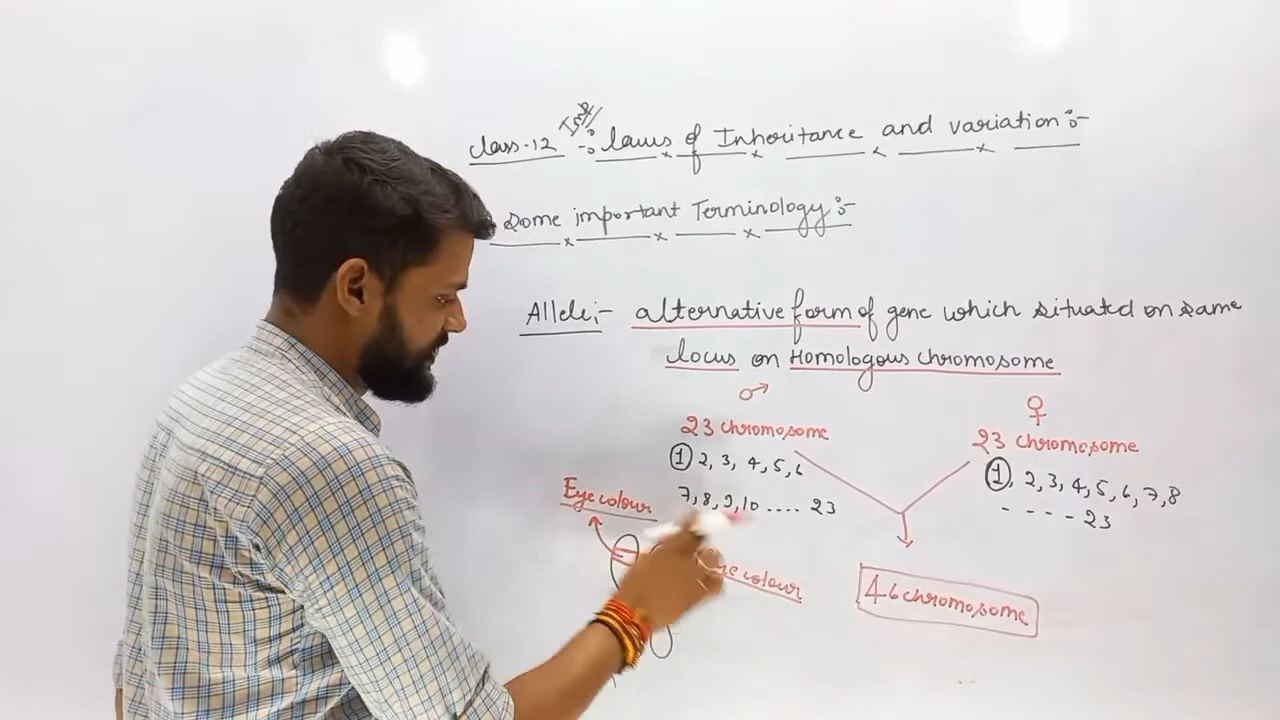 Class-12 Imp :- laws of Inheritance and variation :-
Some important Terminology :-
Allele :- alternative form of gene which situated on same
locus on Homologous chromosome
♂ ♀
23 chromosome 23 chromosome
① 2, 3, 4, 5, 6 ①, 2, 3, 4, 5, 6, 7, 8
7, 8, 9, 10 .... 23 - - - - 23
Eye colour
eye colour
46 chromosome